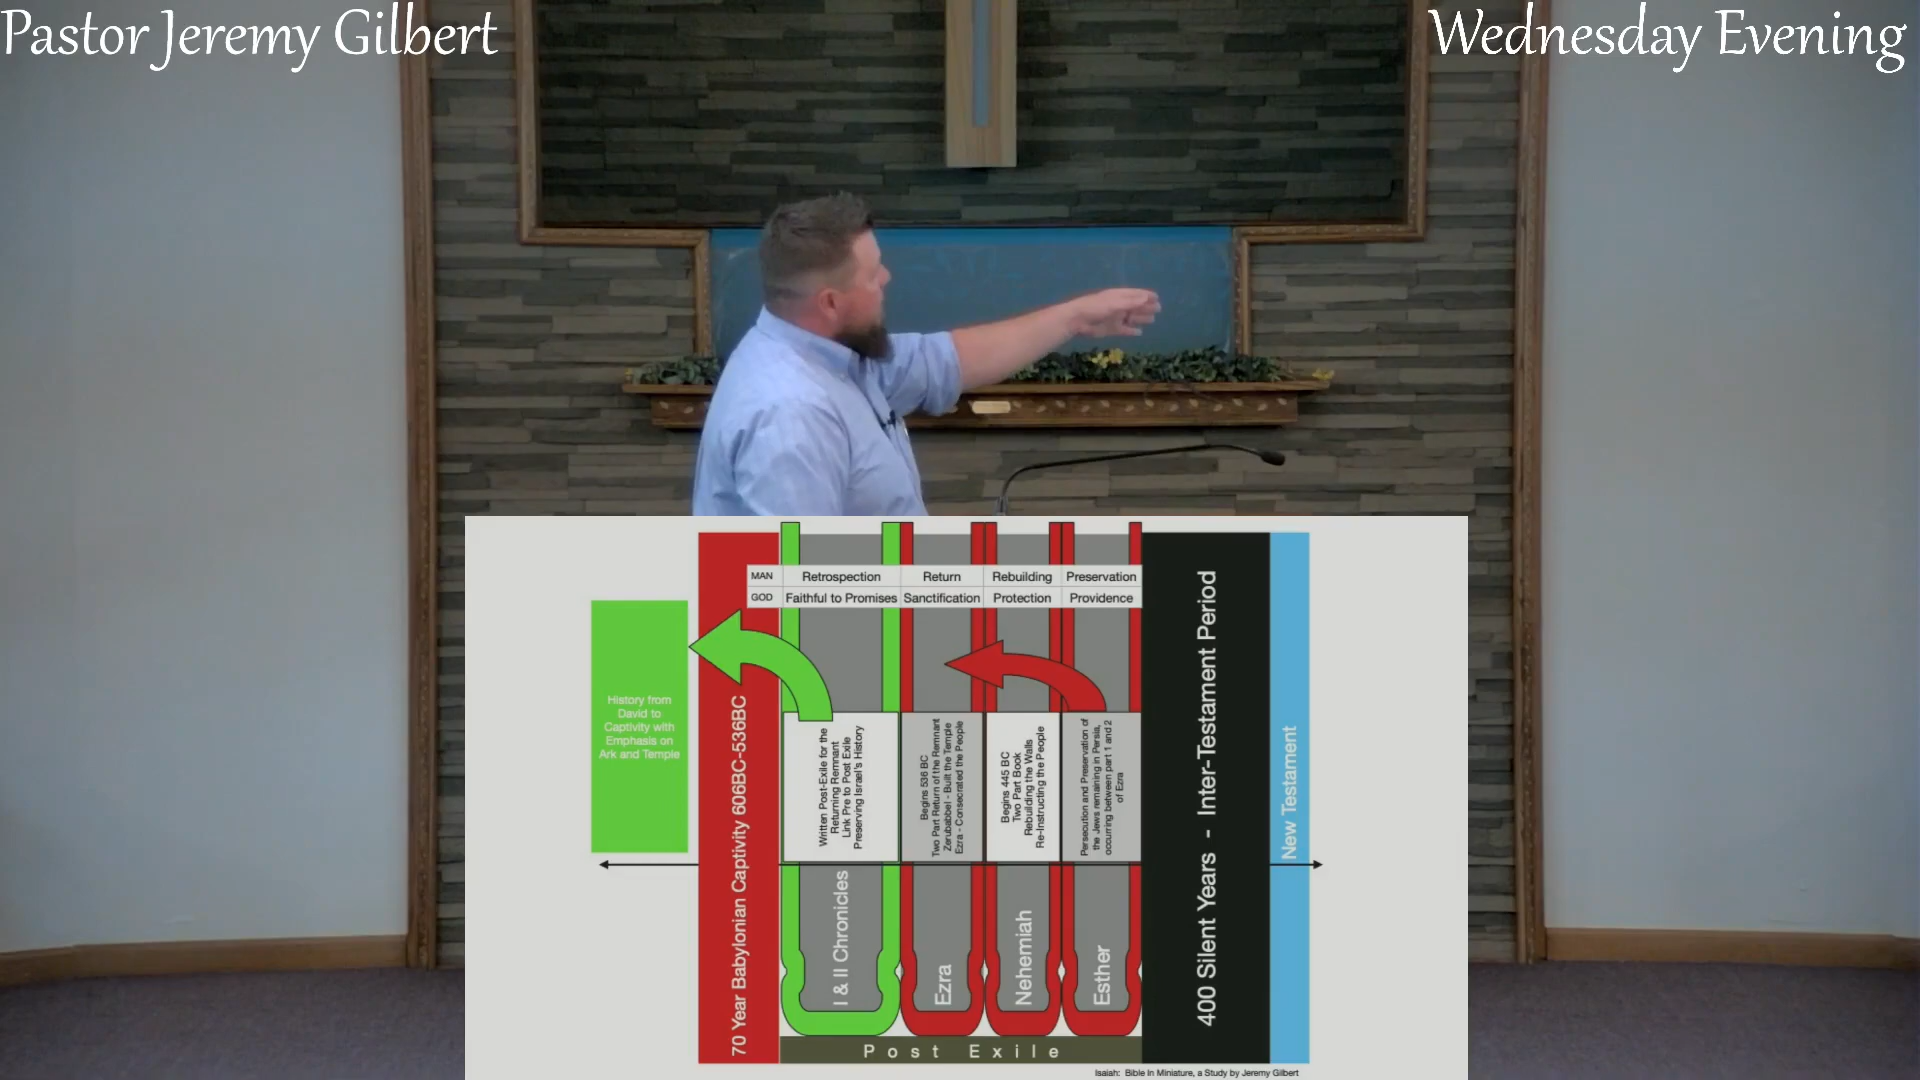 Pastor Jeremy Gilbert
Wednesday Evening
MAN
Retrospection
Return
Rebuilding
Preservation
GOD
Faithful to Promises
Sanctification
Protection
Providence
History from
David to
Captivity with
Emphasis on
Ark and Temple
70 Year Babylonian Captivity 606BC-536BC
Written Post-Exile for the
Returning Remnant
Link Pre to Post Exile
Preserving Israel's History
Begins 536 BC
Two Part Return of the Remnant
Zerubabbel - Built the Temple
Ezra - Consecrated the People
Begins 445 BC
Two Part Book
Rebuilding the Walls
Re-Instructing the People
Persecution and Preservation of
the Jews remaining in Persia,
occurring between part 1 and 2
of Ezra
I & II Chronicles
Ezra
Nehemiah
Esther
400 Silent Years - Inter-Testament Period
New Testament
Post Exile
Isaiah: Bible In Miniature, a Study by Jeremy Gilbert